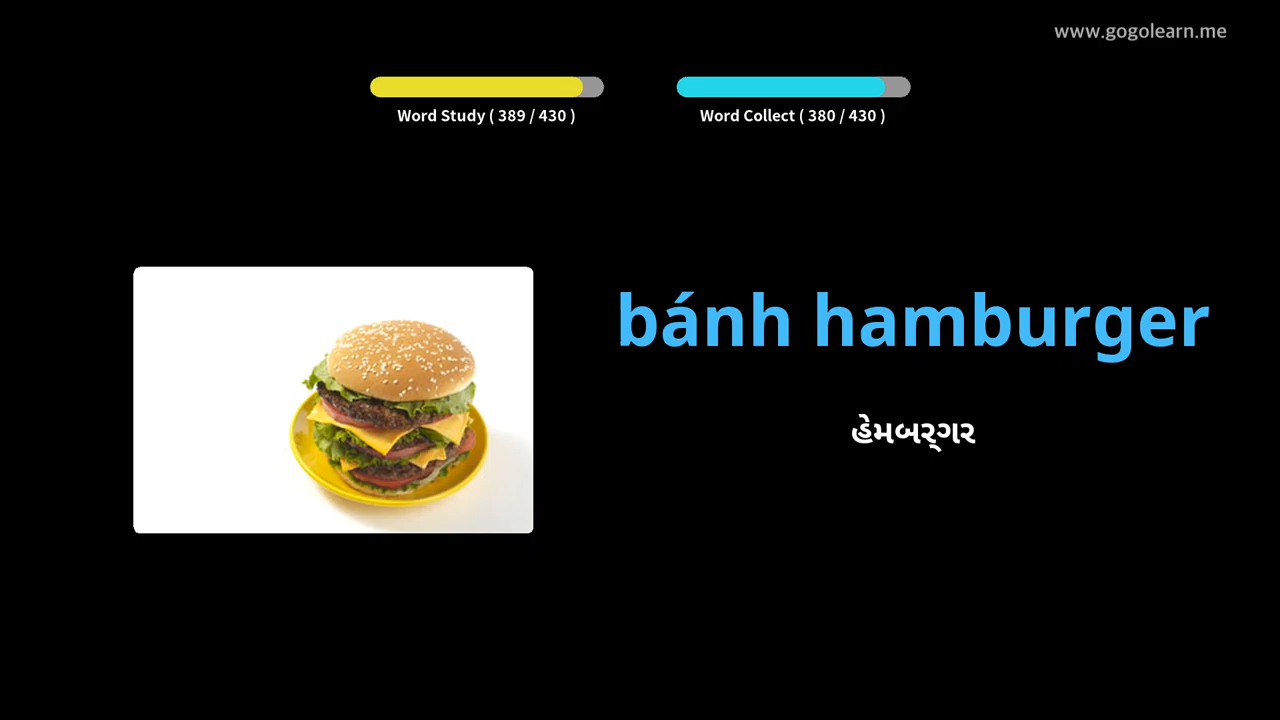 www.gogolearn.me
Word Study ( 389 / 430 )
Word Collect ( 380 / 430 )
bánh hamburger
હેમબર્ગર